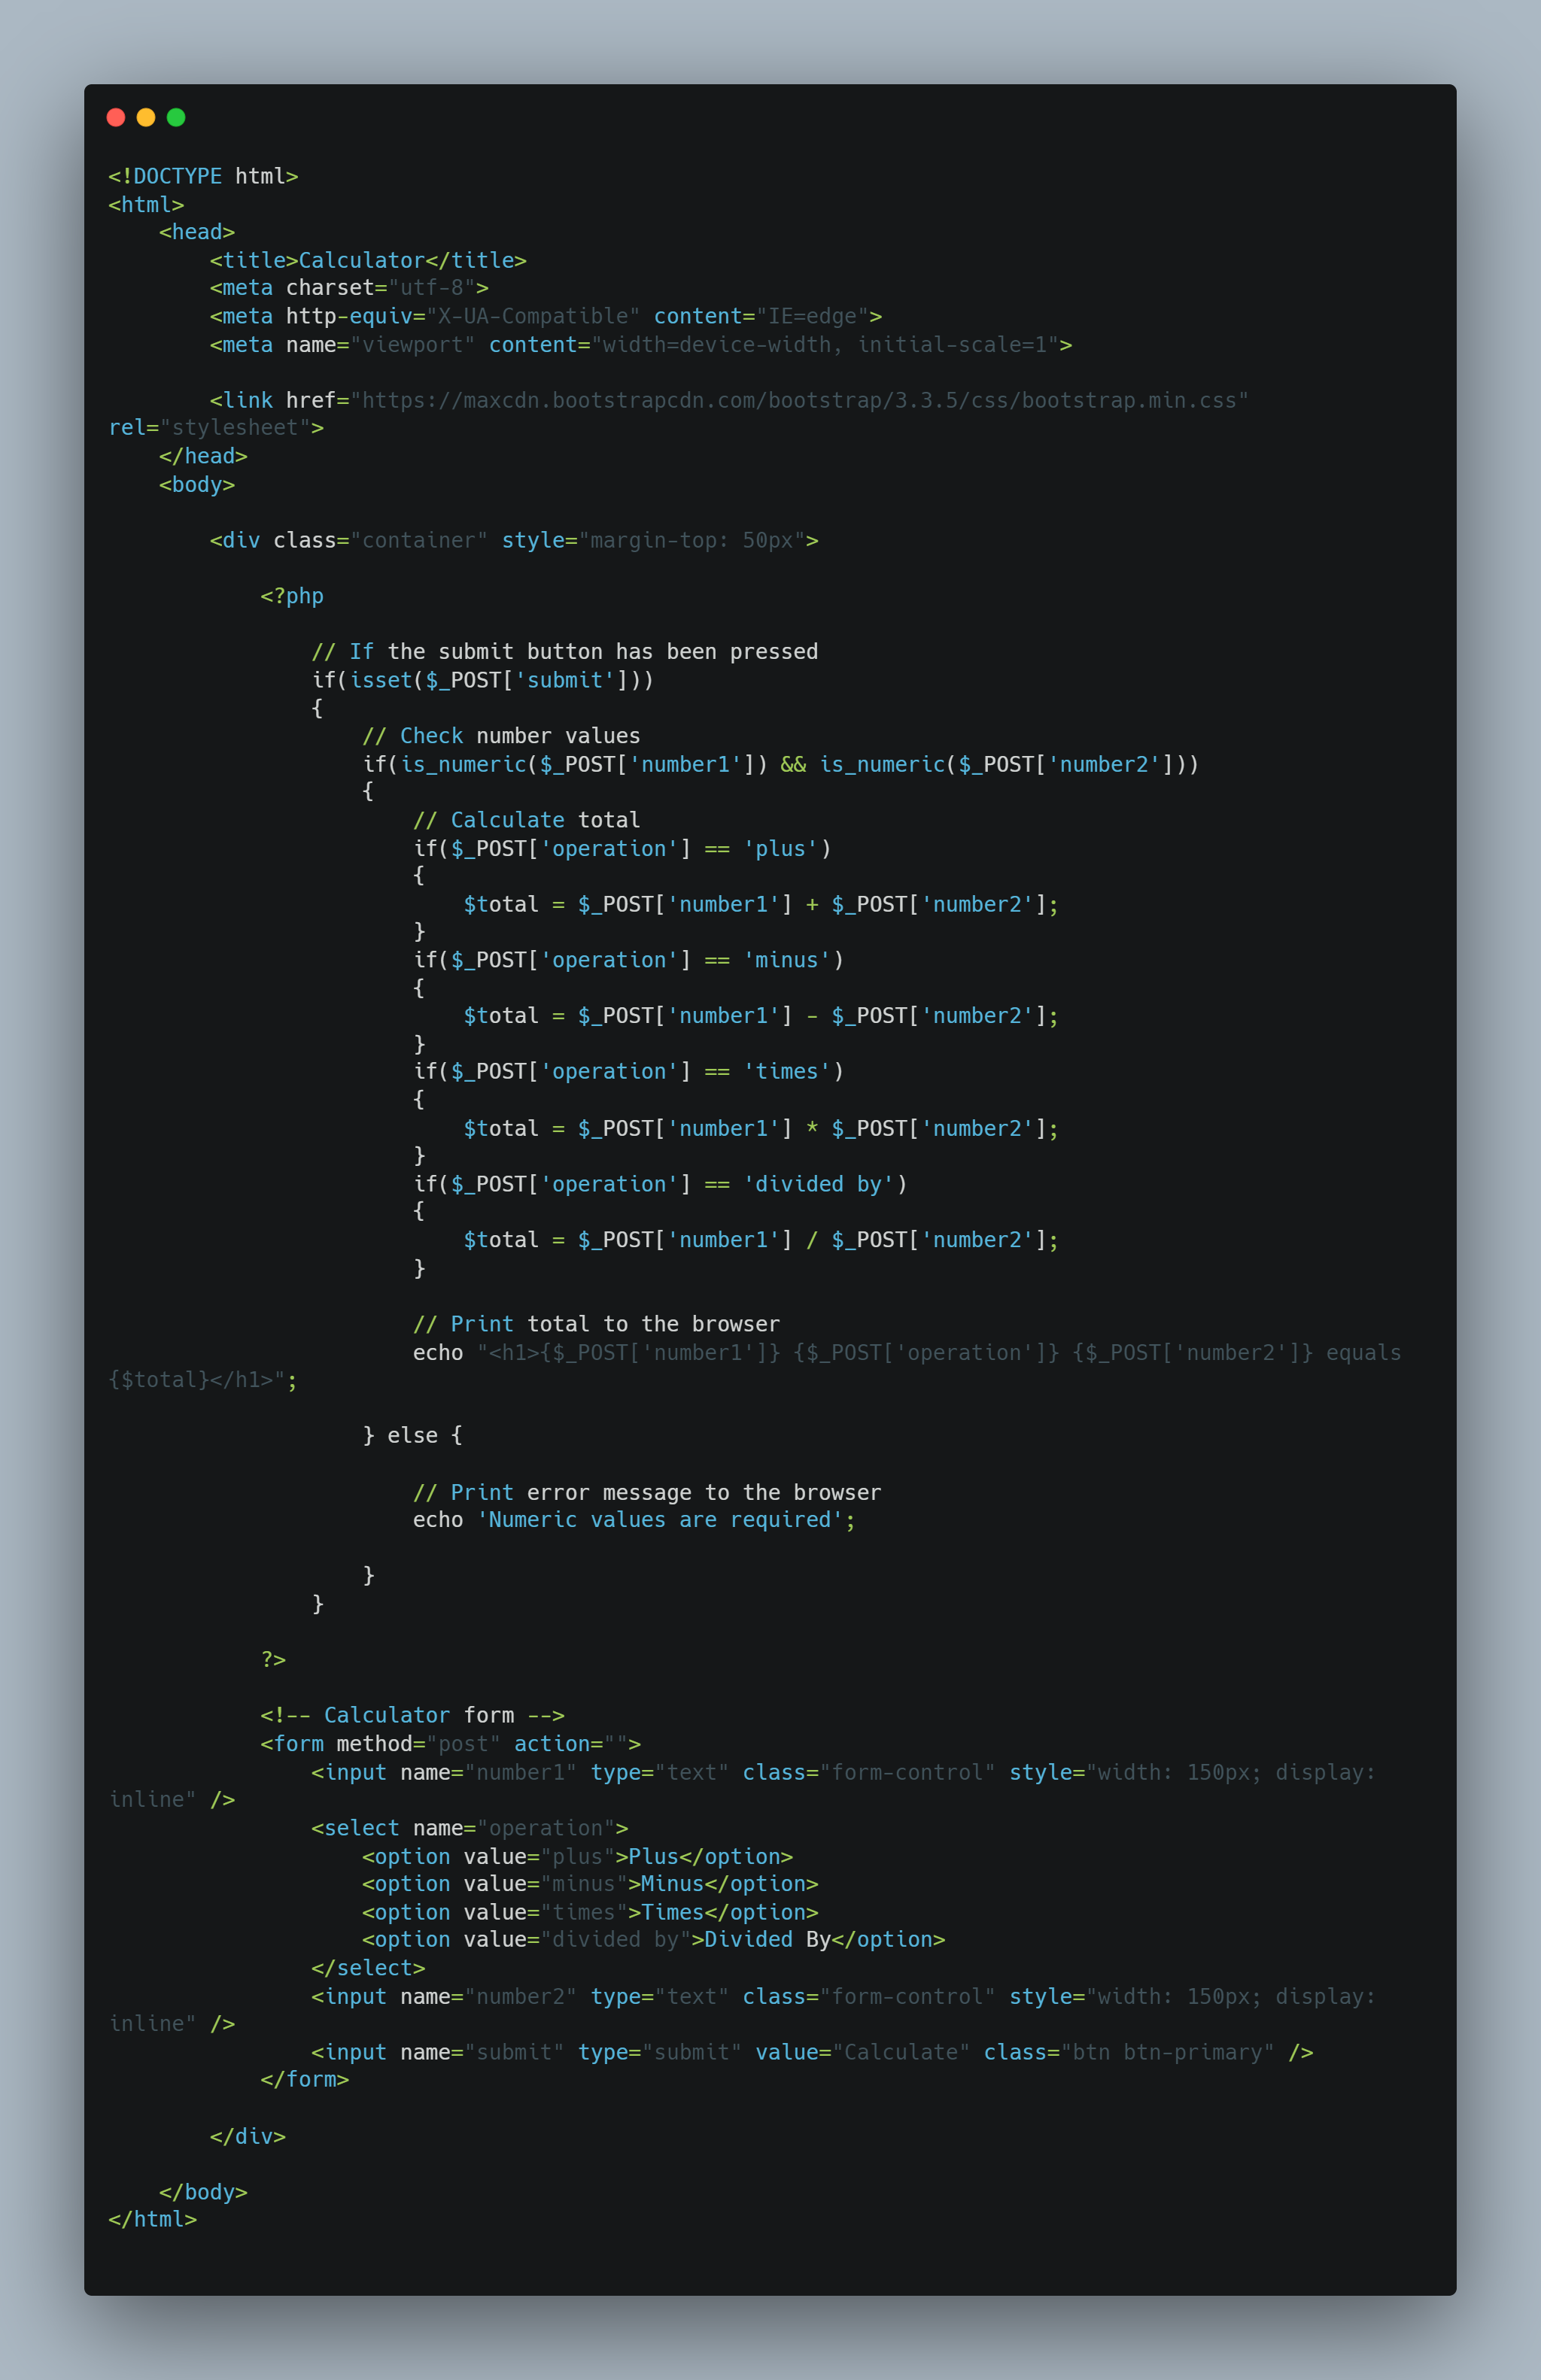 <!DOCTYPE html>
<html>
    <head>
        <title>Calculator</title>
        <meta charset="utf-8">
        <meta http-equiv="X-UA-Compatible" content="IE=edge">
        <meta name="viewport" content="width=device-width, initial-scale=1">

        <link href="https://maxcdn.bootstrapcdn.com/bootstrap/3.3.5/css/bootstrap.min.css"
rel="stylesheet">
    </head>
    <body>

        <div class="container" style="margin-top: 50px">

            <?php

                // If the submit button has been pressed
                if(isset($_POST['submit']))
                {
                    // Check number values
                    if(is_numeric($_POST['number1']) && is_numeric($_POST['number2']))
                    {
                        // Calculate total
                        if($_POST['operation'] == 'plus')
                        {
                            $total = $_POST['number1'] + $_POST['number2'];
                        }
                        if($_POST['operation'] == 'minus')
                        {
                            $total = $_POST['number1'] - $_POST['number2'];
                        }
                        if($_POST['operation'] == 'times')
                        {
                            $total = $_POST['number1'] * $_POST['number2'];
                        }
                        if($_POST['operation'] == 'divided by')
                        {
                            $total = $_POST['number1'] / $_POST['number2'];
                        }

                        // Print total to the browser
                        echo "<h1>{$_POST['number1']} {$_POST['operation']} {$_POST['number2']} equals
{$total}</h1>";

                    } else {

                        // Print error message to the browser
                        echo 'Numeric values are required';

                    }
                }

            ?>

            <!-- Calculator form -->
            <form method="post" action="">
                <input name="number1" type="text" class="form-control" style="width: 150px; display:
inline" />
                <select name="operation">
                    <option value="plus">Plus</option>
                    <option value="minus">Minus</option>
                    <option value="times">Times</option>
                    <option value="divided by">Divided By</option>
                </select>
                <input name="number2" type="text" class="form-control" style="width: 150px; display:
inline" />
                <input name="submit" type="submit" value="Calculate" class="btn btn-primary" />
            </form>

        </div>

    </body>
</html>